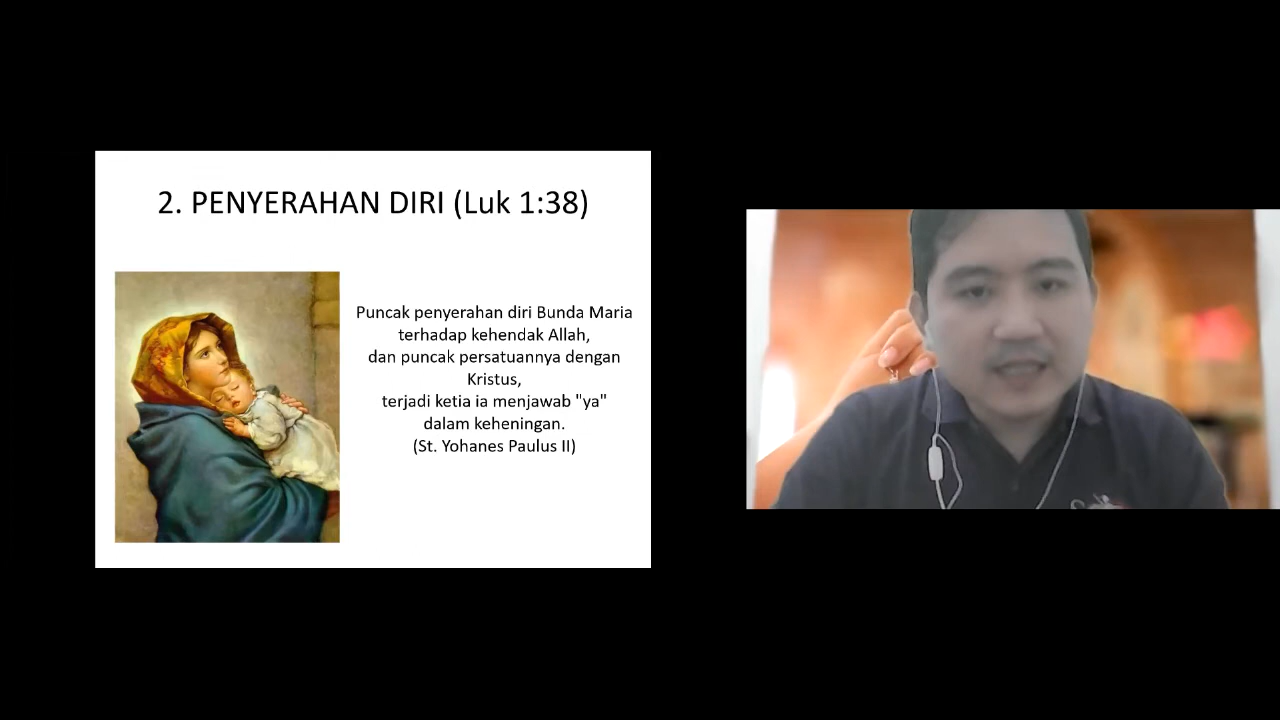 2. PENYERAHAN DIRI (Luk 1:38)
Puncak penyerahan diri Bunda Maria
terhadap kehendak Allah,
dan puncak persatuannya dengan
Kristus,
terjadi ketia ia menjawab "ya"
dalam keheningan.
(St. Yohanes Paulus II)